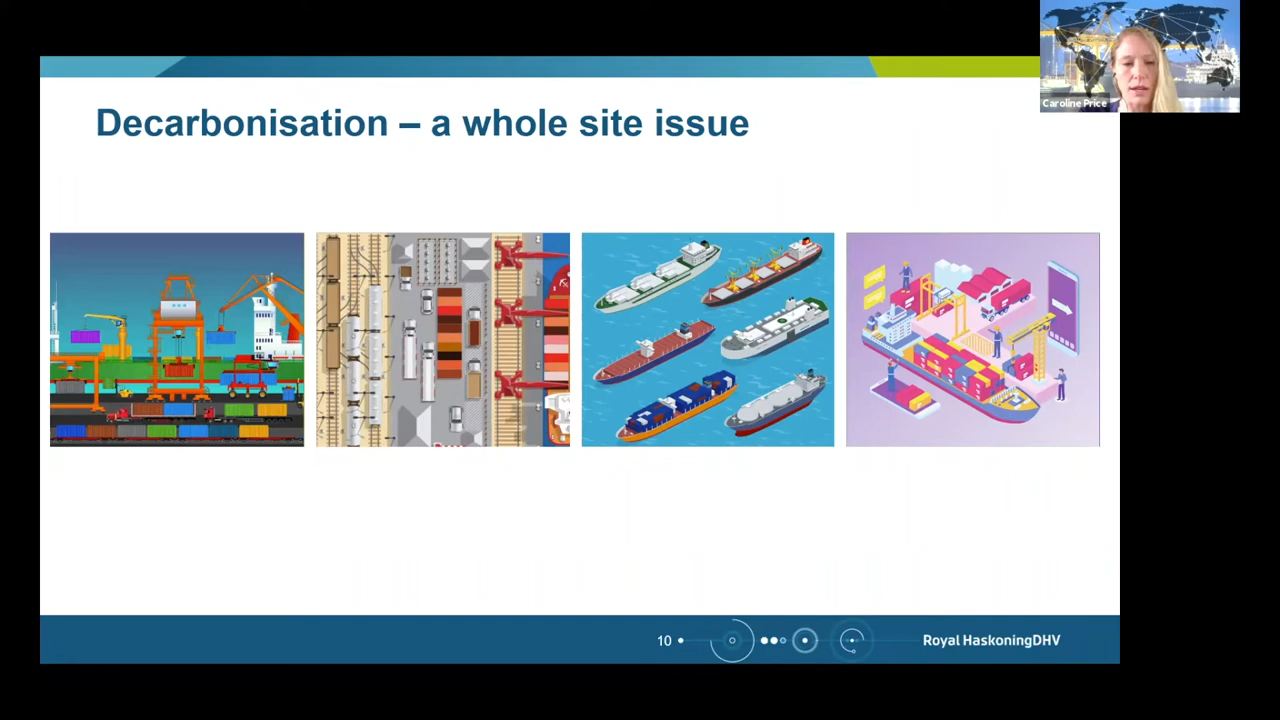 Caroline Price
Decarbonisation – a whole site issue
10
Royal HaskoningDHV